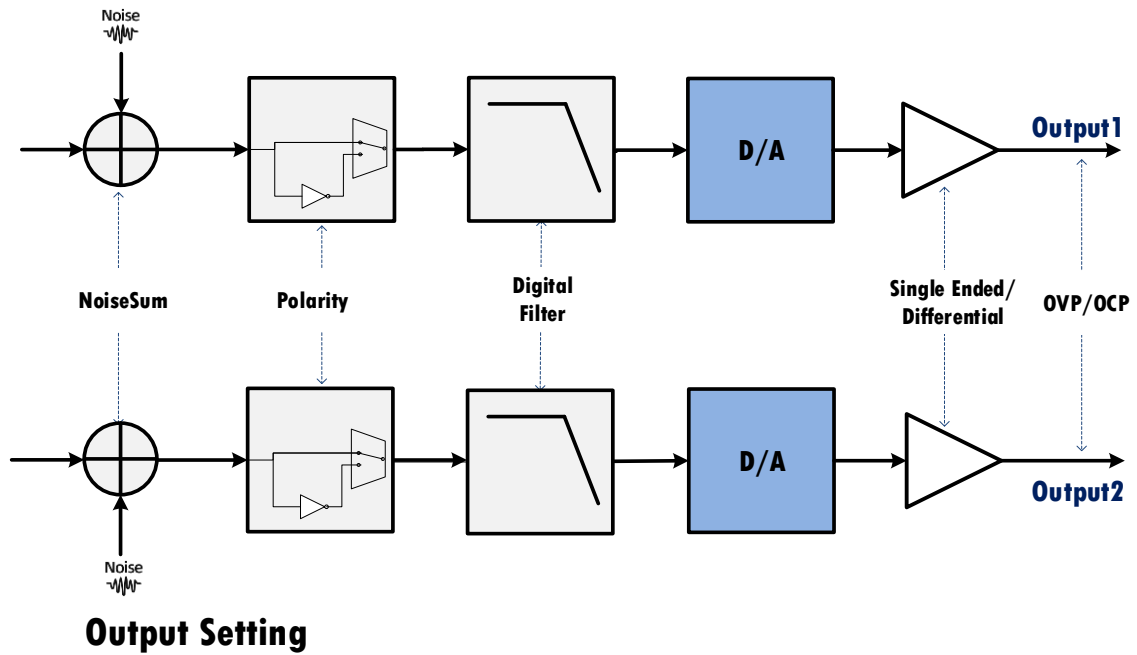 Noise
Output1
D/A
NoiseSum
Polarity
Digital
Filter
Single Ended/
Differential
OVP/OCP
D/A
Output2
Noise
Output Setting